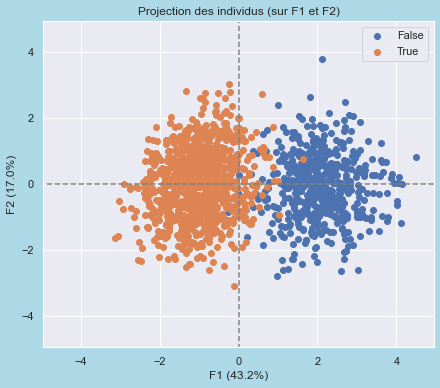 Projection des individus (sur F1 et F2)
False
True
F2 (17.0%)
4
2
0
−2
−4
−4
−2
0
2
4
F1 (43.2%)